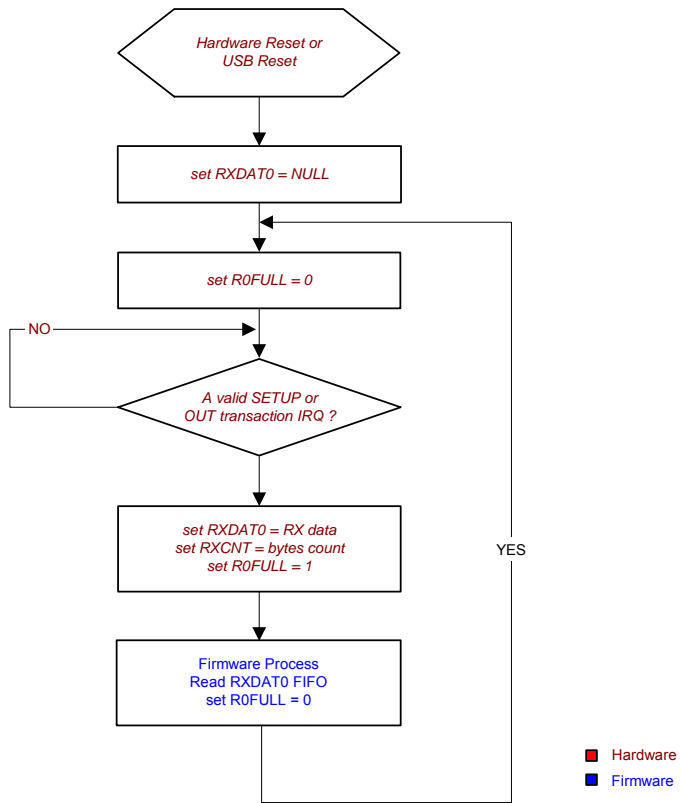 Hardware Reset or
USB Reset
set RXDAT0 = NULL
set R0FULL = 0
NO
A valid SETUP or
OUT transaction IRQ ?
set RXDAT0 = RX data
set RXCNT = bytes count
set R0FULL = 1
YES
Firmware Process
Read RXDAT0 FIFO
set R0FULL = 0
Hardware
Firmware